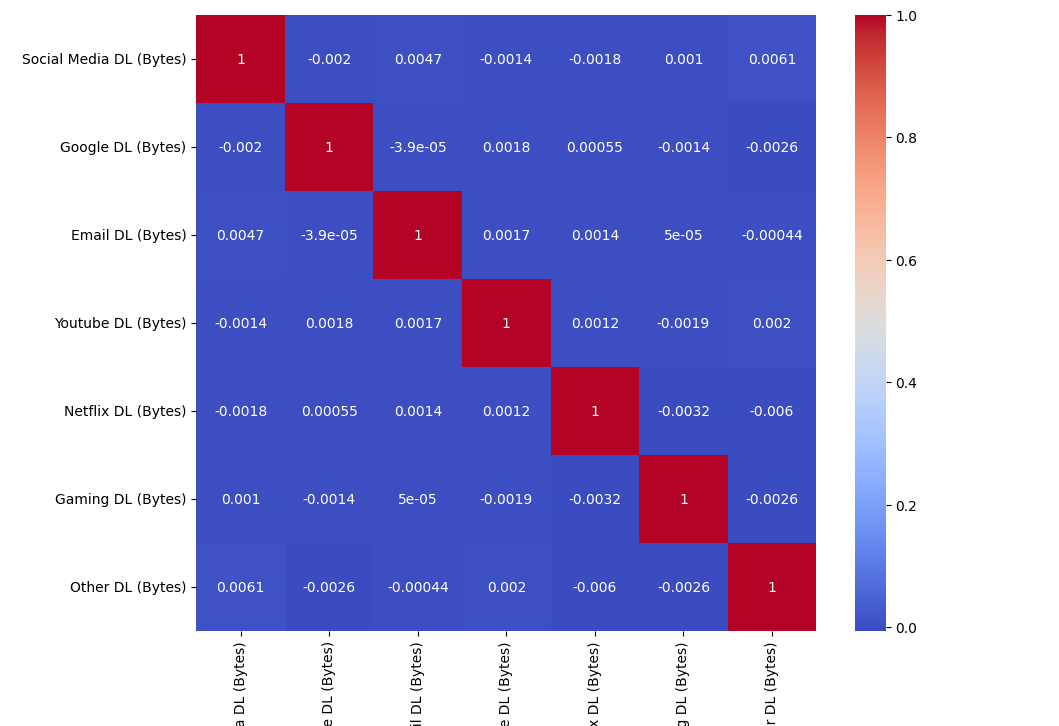 Social Media DL (Bytes) 1 -0.002 0.0047 -0.0014 -0.0018 0.001 0.0061
Google DL (Bytes) -0.002 1 -3.9e-05 0.0018 0.00055 -0.0014 -0.0026
Email DL (Bytes) 0.0047 -3.9e-05 1 0.0017 0.0014 5e-05 -0.00044
Youtube DL (Bytes) -0.0014 0.0018 0.0017 1 0.0012 -0.0019 0.002
Netflix DL (Bytes) -0.0018 0.00055 0.0014 0.0012 1 -0.0032 -0.006
Gaming DL (Bytes) 0.001 -0.0014 5e-05 -0.0019 -0.0032 1 -0.0026
Other DL (Bytes) 0.0061 -0.0026 -0.00044 0.002 -0.006 -0.0026 1
a DL (Bytes)
e DL (Bytes)
il DL (Bytes)
e DL (Bytes)
x DL (Bytes)
g DL (Bytes)
r DL (Bytes)
1.0
0.8
0.6
0.4
0.2
0.0